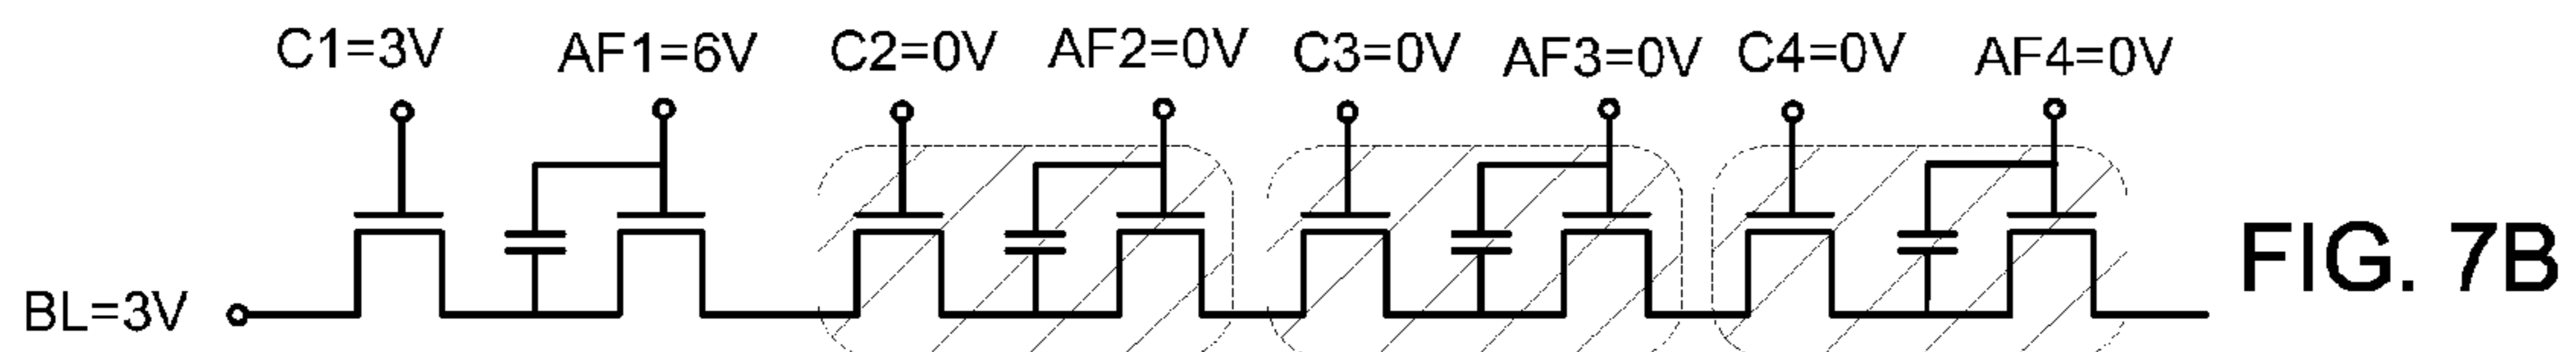 C1=3V AF1=6V C2=0V AF2=0V C3=0V AF3=0V C4=0V AF4=0V
BL=3V
FIG. 7B